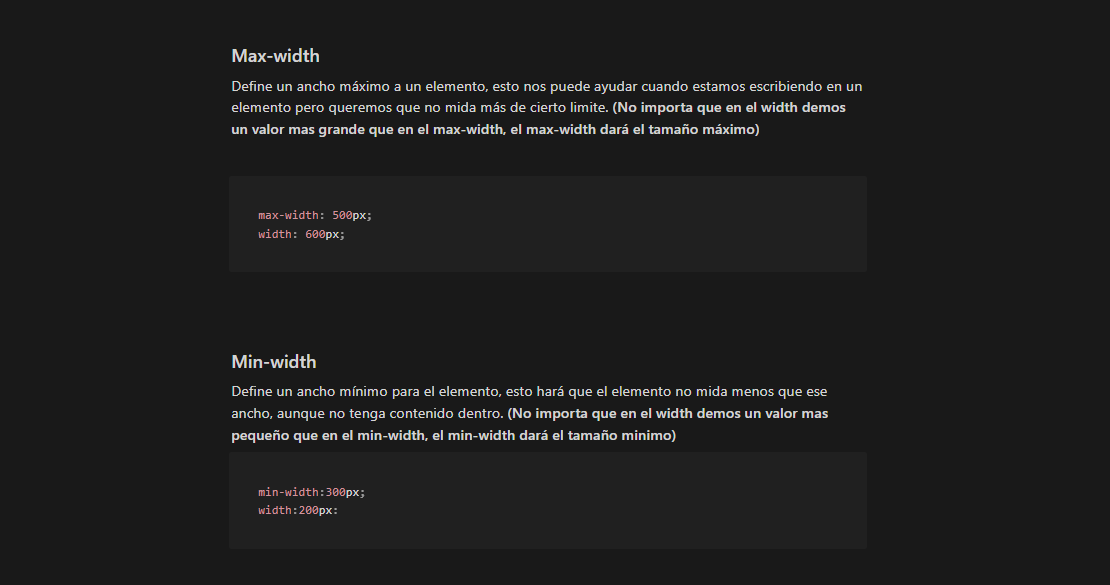 Max-width
Define un ancho máximo a un elemento, esto nos puede ayudar cuando estamos escribiendo en un
elemento pero queremos que no mida más de cierto limite. (No importa que en el width demos
un valor mas grande que en el max-width, el max-width dará el tamaño máximo)
max-width: 500px;
width: 600px;
Min-width
Define un ancho mínimo para el elemento, esto hará que el elemento no mida menos que ese
ancho, aunque no tenga contenido dentro. (No importa que en el width demos un valor mas
pequeño que en el min-width, el min-width dará el tamaño minimo)
min-width:300px;
width:200px: